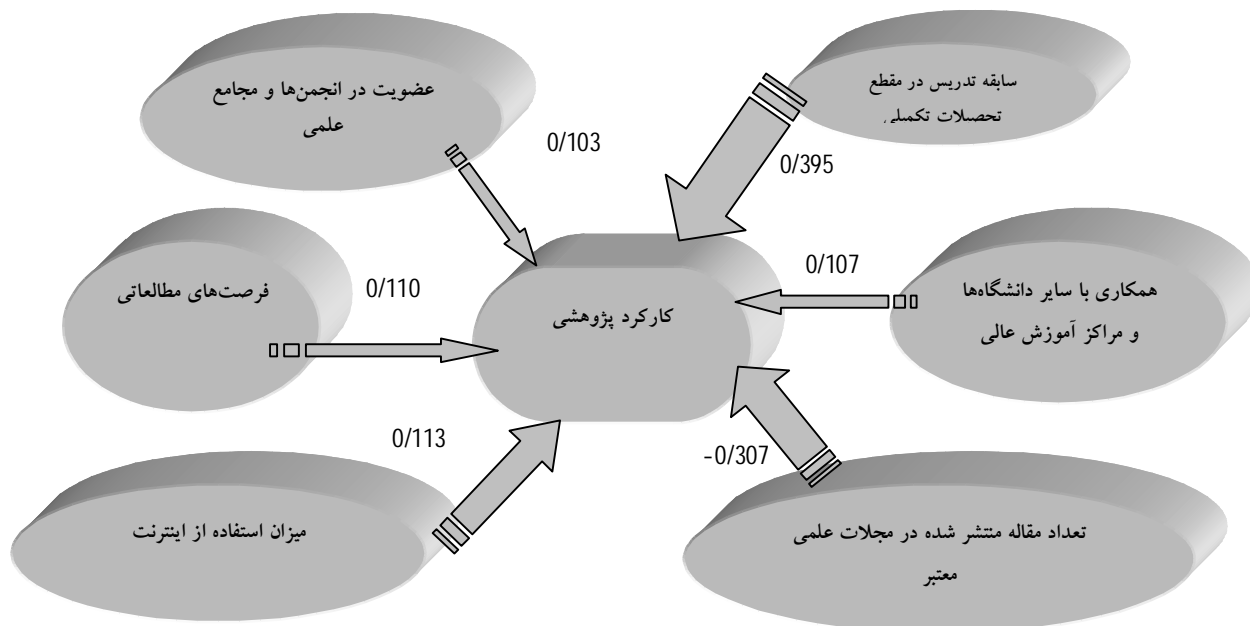 عضویت در انجمن‌ها و مجامع
علمی
0/103
سابقه تدریس در مقطع
تحصیلات تکمیلی
0/395
فرصت‌های مطالعاتی
0/110
کارکرد پژوهشی
همکاری با سایر دانشگاه‌ها
و مراکز آموزش عالی
0/107
میزان استفاده از اینترنت
0/113
تعداد مقاله منتشر شده در مجلات علمی
معتبر
-0/307